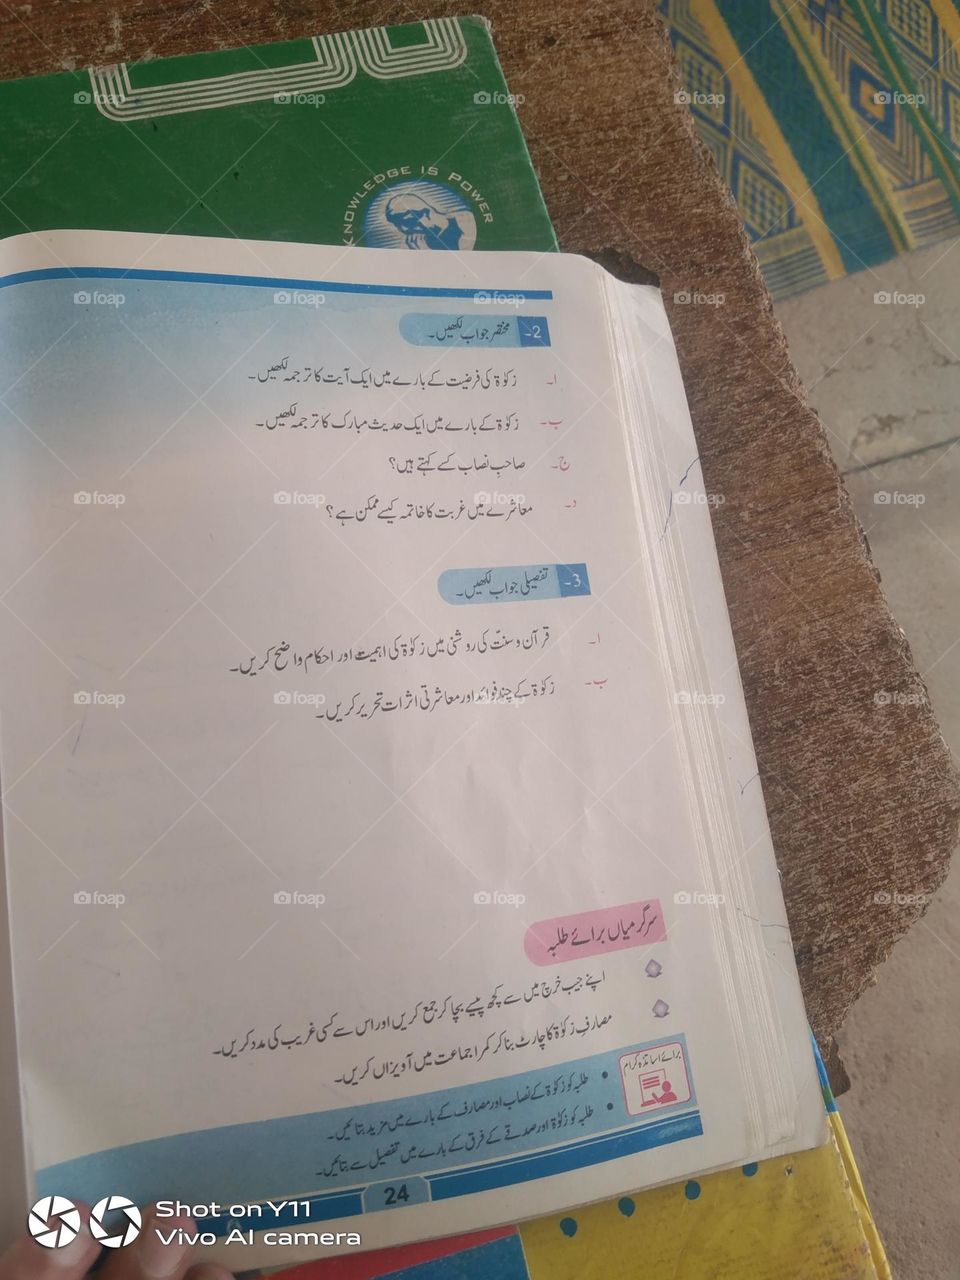 KNOWLEDGE IS POWER
2- مختصر جواب لکھیں۔
ا۔ زکوٰۃ کی فرضیت کے بارے میں ایک آیت کا ترجمہ لکھیں۔
ب۔ زکوٰۃ کے بارے میں ایک حدیث مبارک کا ترجمہ لکھیں۔
ج۔ صاحبِ نصاب کسے کہتے ہیں؟
د۔ معاشرے میں غربت کا خاتمہ کیسے ممکن ہے؟
3- تفصیلی جواب لکھیں۔
ا۔ قرآن و سنّت کی روشنی میں زکوٰۃ کی اہمیت اور احکام واضح کریں۔
ب۔ زکوٰۃ کے چند فوائد اور معاشرتی اثرات تحریر کریں۔
سرگرمیاں برائے طلبہ
اپنے جیب خرچ میں سے کچھ پیسے بچا کر جمع کریں اور اس سے کسی غریب کی مدد کریں۔
مصارفِ زکوٰۃ کا چارٹ بنا کر کمرا جماعت میں آویزاں کریں۔
برائے اساتذہ کرام
• طلبہ کو زکوٰۃ کے نصاب اور مصارف کے بارے میں مزید بتائیں۔
• طلبہ کو زکوٰۃ اور صدقے کے فرق کے بارے میں تفصیل سے بتائیں۔
24
Shot on Y11
Vivo AI camera
foap